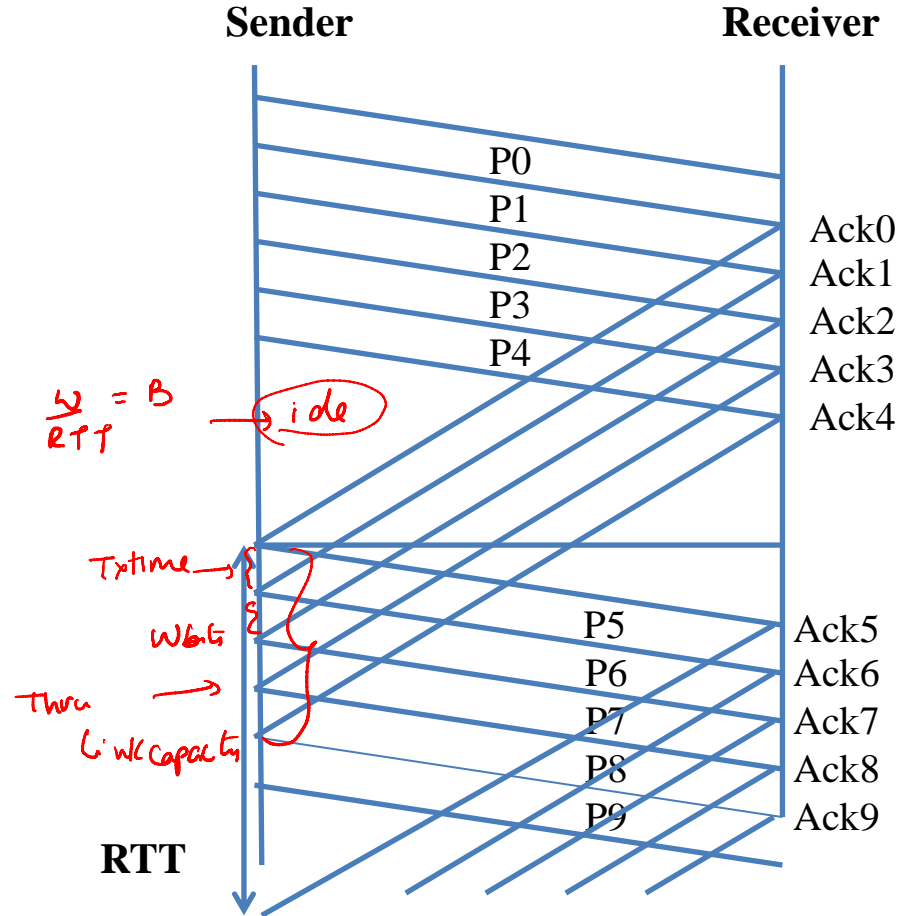 Sender Receiver
P0
P1
Ack0
P2
Ack1
P3
Ack2
P4
Ack3
W/RTT = B
idle
Ack4
Txtime
P5
Ack5
Wbits
P6
Ack6
Thru
P7
Ack7
Link capacity
P8
Ack8
P9
Ack9
RTT